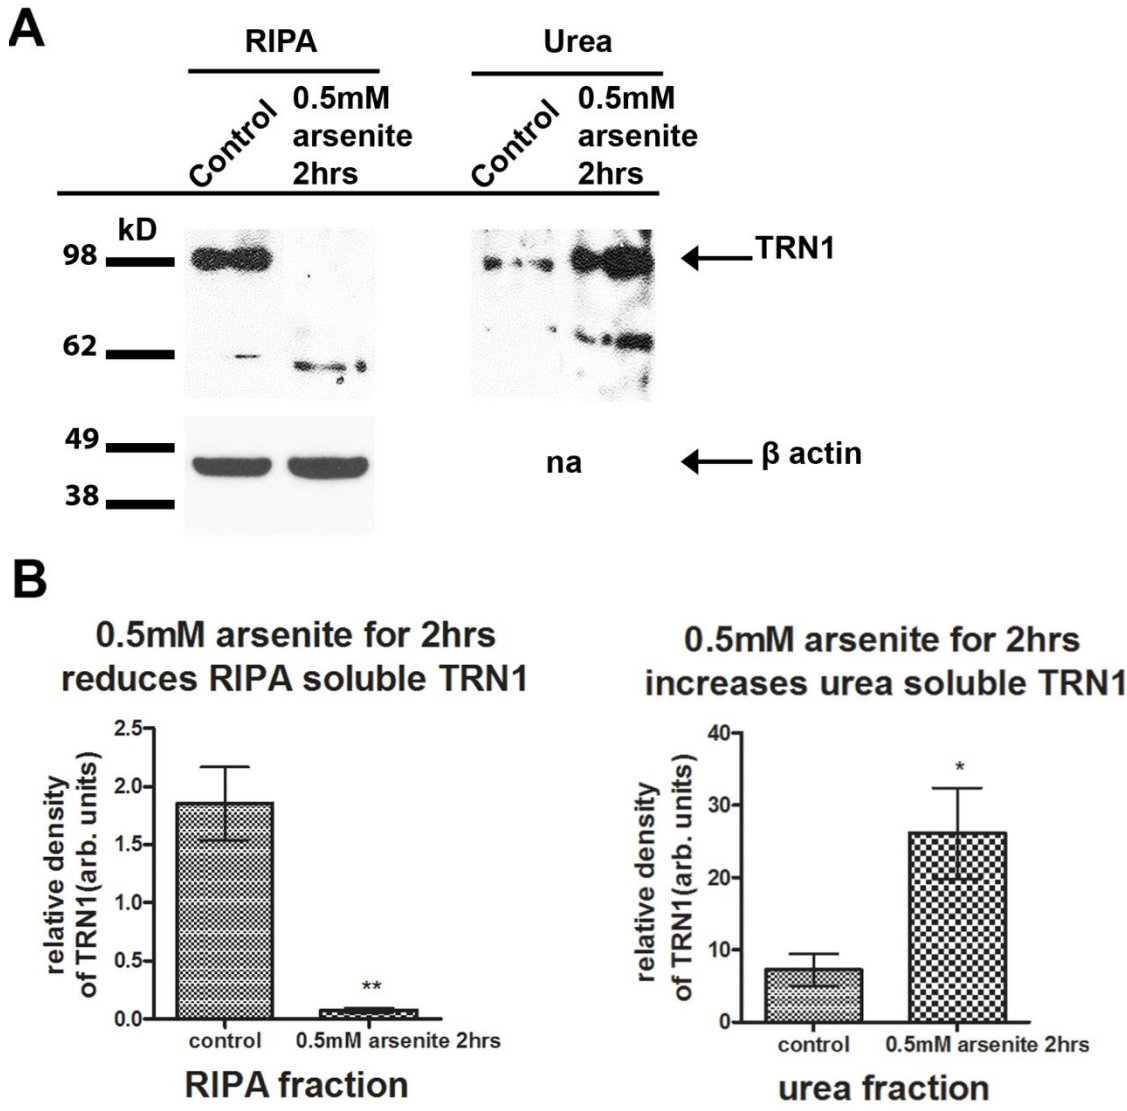 A
RIPA
Urea
Control
0.5mM
arsenite
2hrs
Control
0.5mM
arsenite
2hrs
kD
98
TRN1
62
49
na
β actin
38
B
0.5mM arsenite for 2hrs
reduces RIPA soluble TRN1
relative density
of TRN1(arb. units)
2.5
2.0
1.5
1.0
0.5
0.0
**
control
0.5mM arsenite 2hrs
RIPA fraction
0.5mM arsenite for 2hrs
increases urea soluble TRN1
relative density
of TRN1(arb. units)
40
30
20
10
0
*
control
0.5mM arsenite 2hrs
urea fraction